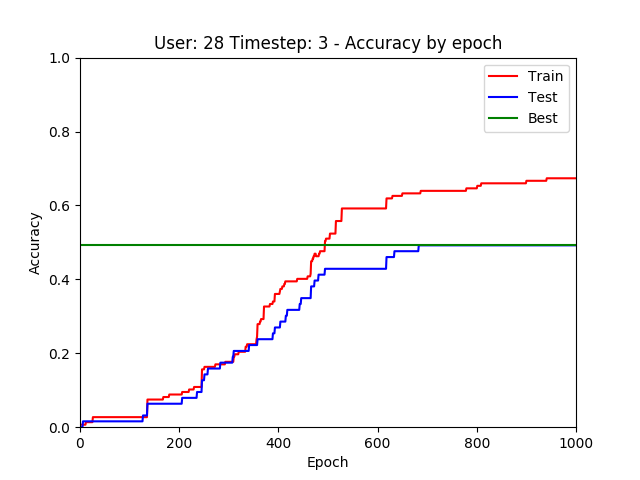 User: 28 Timestep: 3 - Accuracy by epoch
1.0
0.8
0.6
0.4
0.2
0.0
Accuracy
Train
Test
Best
0 200 400 600 800 1000
Epoch